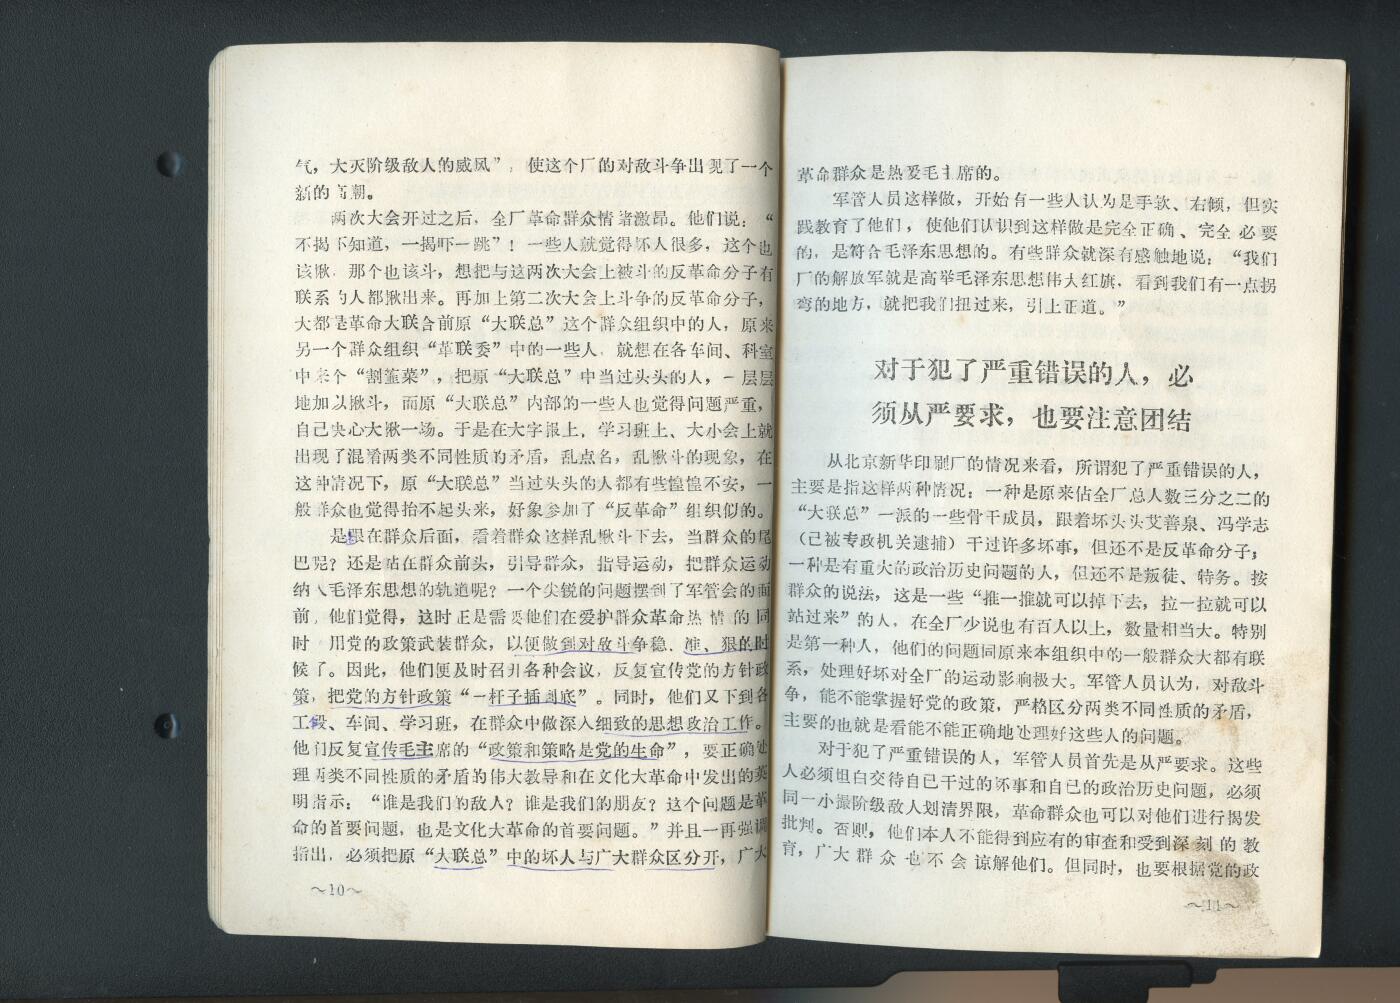 气，大灭阶级敌人的威风”，使这个厂的对敌斗争出现了一个
新的高潮。
两次大会开过之后，全厂革命群众情绪激昂。他们说：“
不揭不知道，一揭吓一跳”！一些人就觉得坏人很多，这个也
该揪，那个也该斗，想把与这两次大会上被斗的反革命分子有
联系的人都揪出来。再加上第二次大会上斗争的反革命分子，
大都是革命大联合前原“大联总”这个群众组织中的人，原来
另一个群众组织“革联委”中的一些人，就想在各车间、科室
中来个“割韮菜”，把原“大联总”中当过头头的人，一层层
地加以揪斗，而原“大联总”内部的一些人也觉得问题严重，
自己决心大揪一场。于是在大字报上，学习班上、大小会上就
出现了混淆两类不同性质的矛盾，乱点名，乱揪斗的现象，在
这种情况下，原“大联总”当过头头的人都有些惶惶不安，一
般群众也觉得抬不起头来，好象参加了“反革命”组织似的。
是跟在群众后面，看着群众这样乱揪斗下去，当群众的尾
巴呢？还是站在群众前头，引导群众，指导运动，把群众运动
纳入毛泽东思想的轨道呢？一个尖锐的问题摆到了军管会的面
前，他们觉得，这时正是需要他们在爱护群众革命热情的同
时，用党的政策武装群众，以便做到对敌斗争稳、准、狠的时
候了。因此，他们便及时召开各种会议，反复宣传党的方针政
策，把党的方针政策“一杆子插到底”。同时，他们又下到各
工段、车间、学习班，在群众中做深入细致的思想政治工作。
他们反复宣传毛主席的“政策和策略是党的生命”，要正确处
理两类不同性质的矛盾的伟大教导和在文化大革命中发出的英
明指示：“谁是我们的敌人？谁是我们的朋友？这个问题是革
命的首要问题，也是文化大革命的首要问题。”并且一再强调
指出，必须把原“大联总”中的坏人与广大群众区分开，广大
～10～
革命群众是热爱毛主席的。
军管人员这样做，开始有一些人认为是手软、右倾，但实
践教育了他们，使他们认识到这样做是完全正确、完全必要
的，是符合毛泽东思想的。有些群众就深有感触地说：“我们
厂的解放军就是高举毛泽东思想伟大红旗，看到我们有一点拐
弯的地方，就把我们扭过来，引上正道。”
对于犯了严重错误的人，必
须从严要求，也要注意团结
从北京新华印刷厂的情况来看，所谓犯了严重错误的人，
主要是指这样两种情况：一种是原来佔全厂总人数三分之二的
“大联总”一派的一些骨干成员，跟着坏头头艾善泉、冯学志
（已被专政机关逮捕）干过许多坏事，但还不是反革命分子；
一种是有重大的政治历史问题的人，但还不是叛徒、特务。按
群众的说法，这是一些“推一推就可以掉下去，拉一拉就可以
站过来”的人，在全厂少说也有百人以上，数量相当大。特别
是第一种人，他们的问题同原来本组织中的一般群众大都有联
系，处理好坏对全厂的运动影响极大。军管人员认为，对敌斗
争，能不能掌握好党的政策，严格区分两类不同性质的矛盾，
主要的也就是看能不能正确地处理好这些人的问题。
对于犯了严重错误的人，军管人员首先是从严要求。这些
人必须坦白交待自己干过的坏事和自己的政治历史问题，必须
同一小撮阶级敌人划清界限，革命群众也可以对他们进行揭发
批判。否则，他们本人不能得到应有的审查和受到深刻的教
育，广大群众也不会谅解他们。但同时，也要根据党的政
～11～